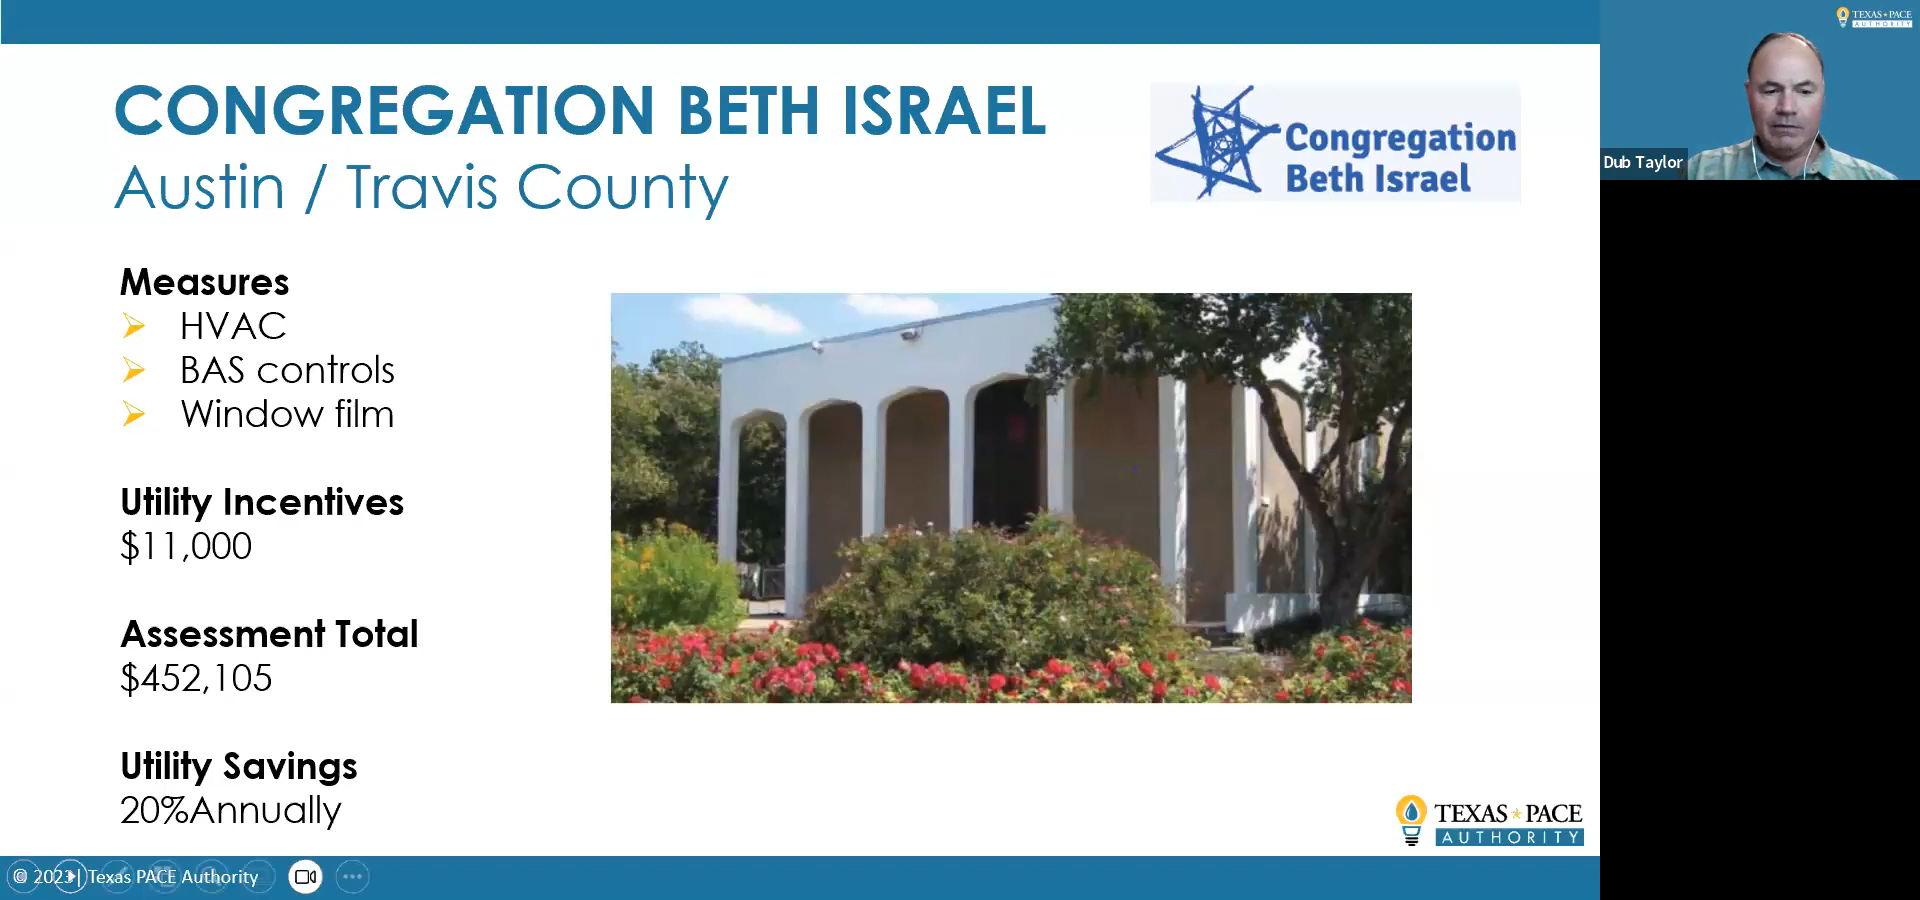 CONGREGATION BETH ISRAEL
Austin / Travis County
Congregation
Beth Israel
Measures
HVAC
BAS controls
Window film
Utility Incentives
$11,000
Assessment Total
$452,105
Utility Savings
20%Annually
TEXAS PACE
AUTHORITY
© 2023 | Texas PACE Authority
TEXAS PACE
AUTHORITY
Dub Taylor